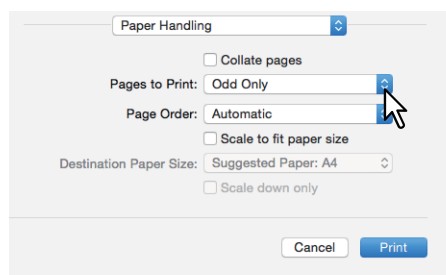 Paper Handling
Collate pages
Pages to Print: Odd Only
Page Order: Automatic
Scale to fit paper size
Destination Paper Size: Suggested Paper: A4
Scale down only
Cancel Print